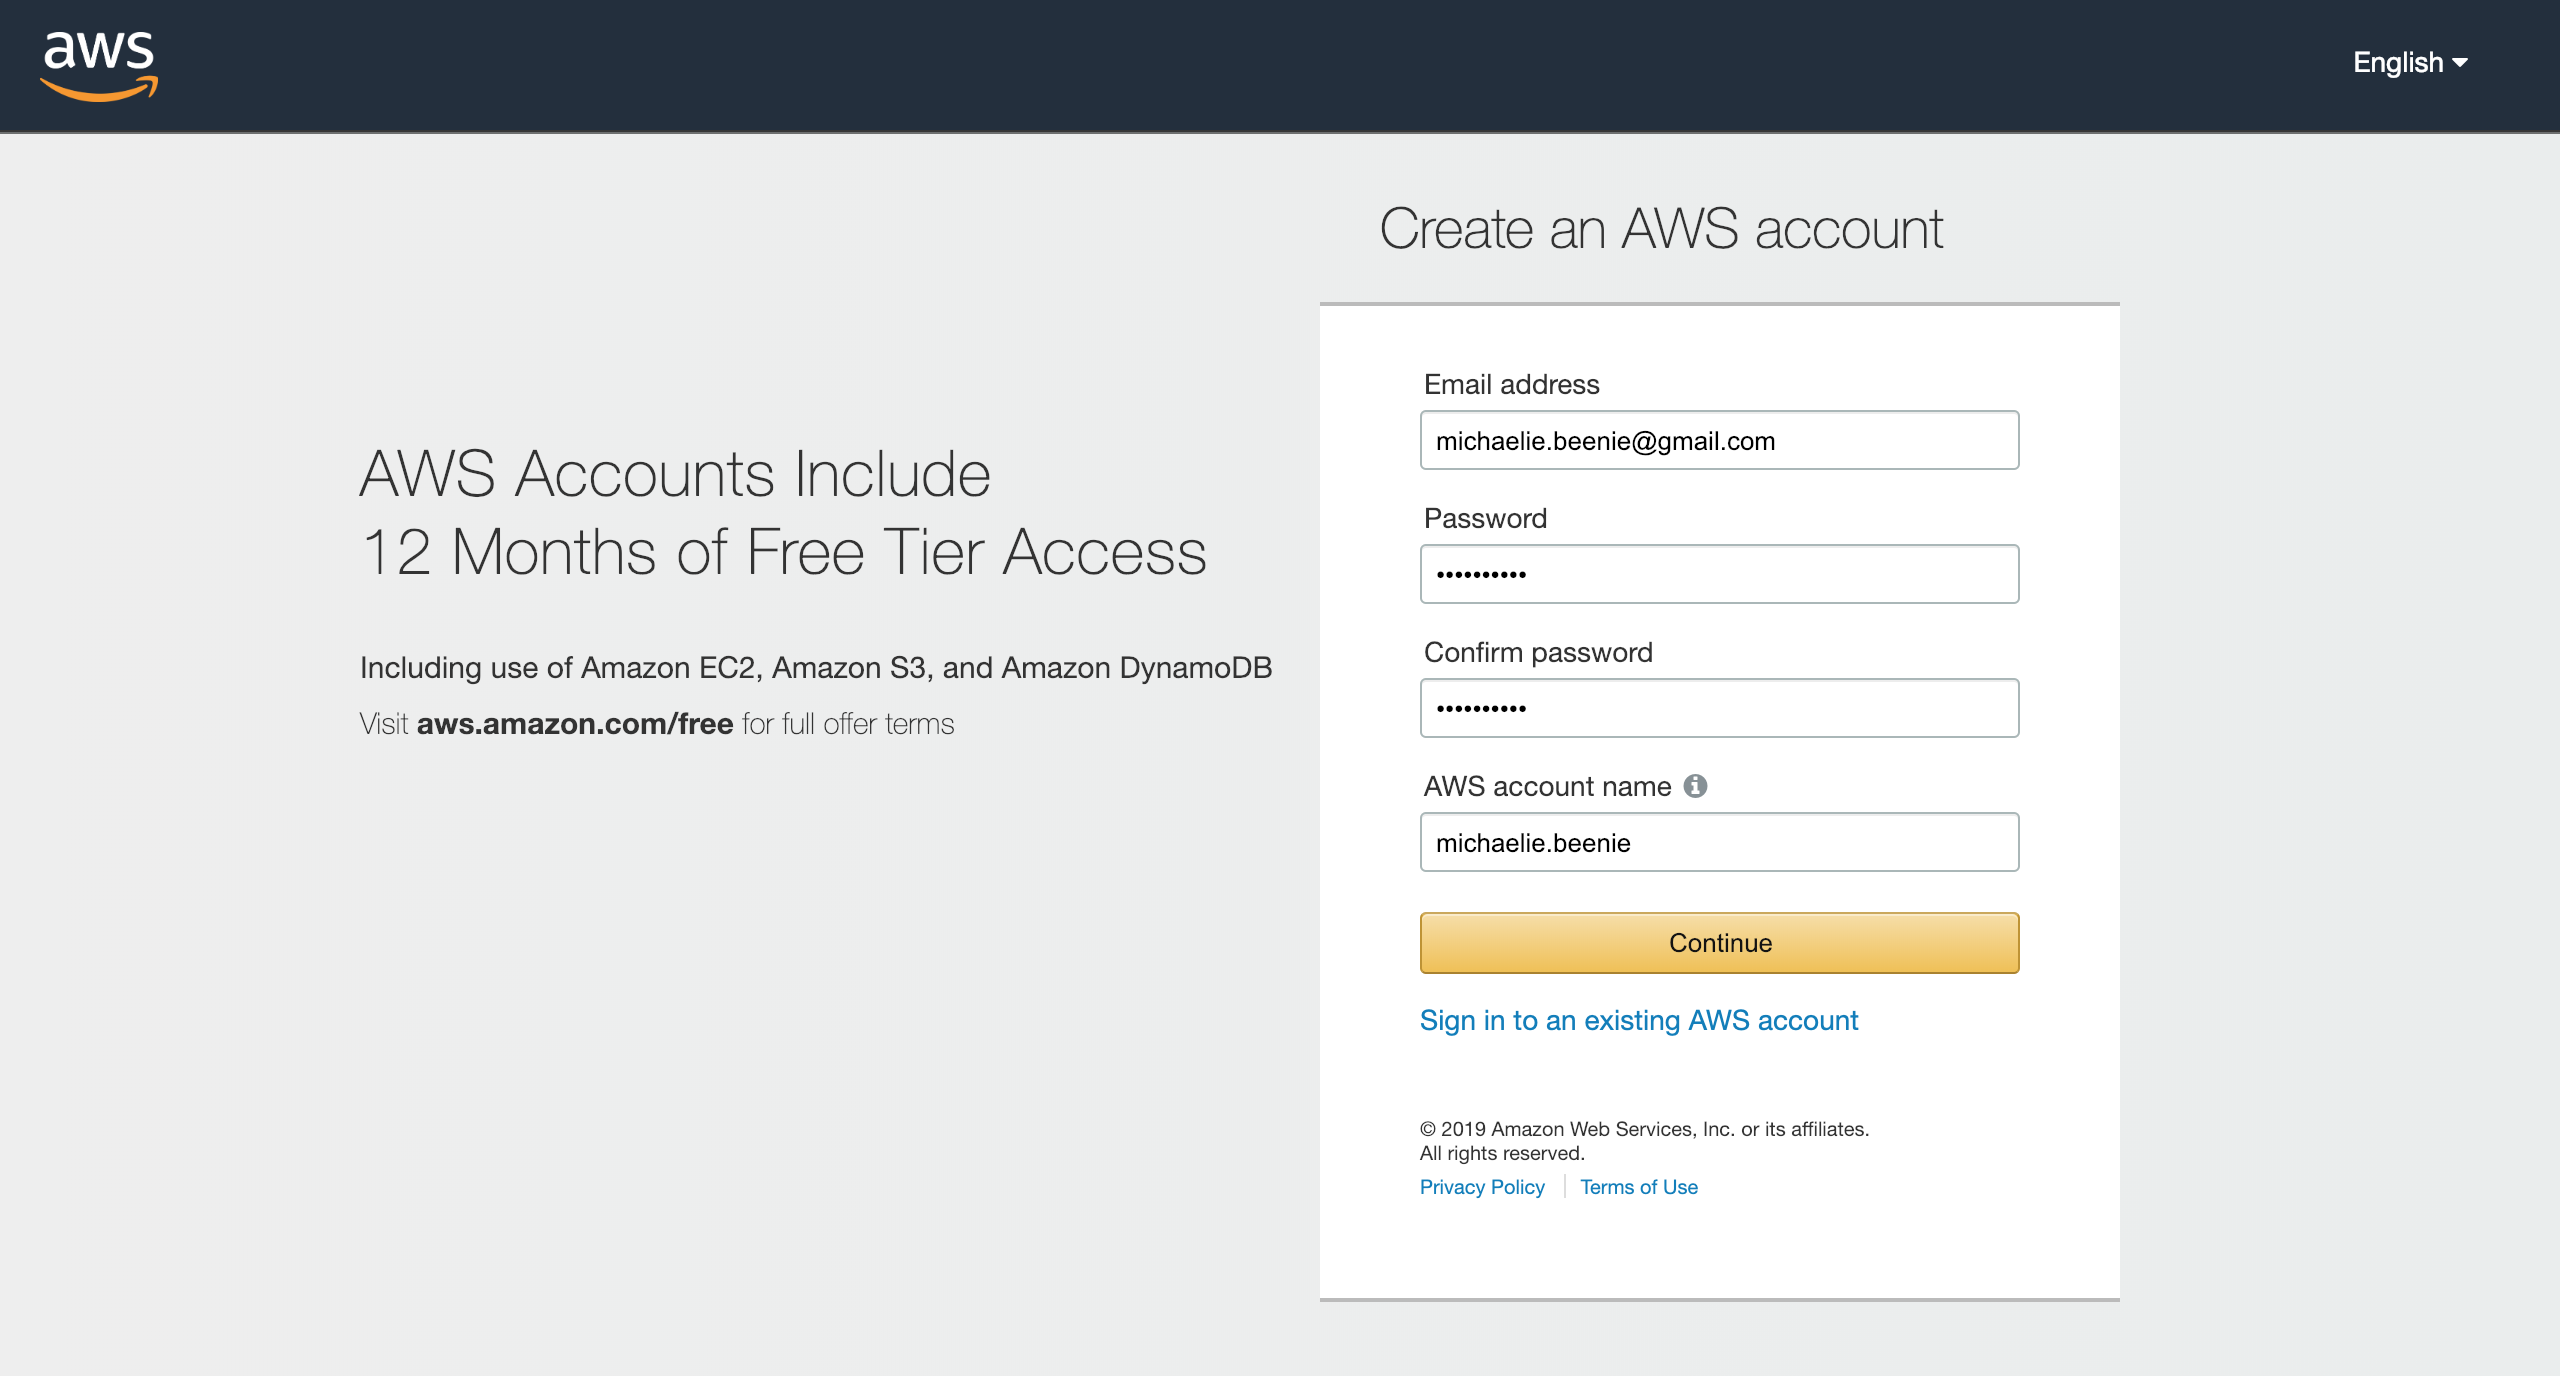 aws
English
Create an AWS account
AWS Accounts Include
12 Months of Free Tier Access
Including use of Amazon EC2, Amazon S3, and Amazon DynamoDB
Visit aws.amazon.com/free for full offer terms
Email address
michaelie.beenie@gmail.com
Password
••••••••••
Confirm password
••••••••••
AWS account name
michaelie.beenie
Continue
Sign in to an existing AWS account
© 2019 Amazon Web Services, Inc. or its affiliates.
All rights reserved.
Privacy Policy | Terms of Use